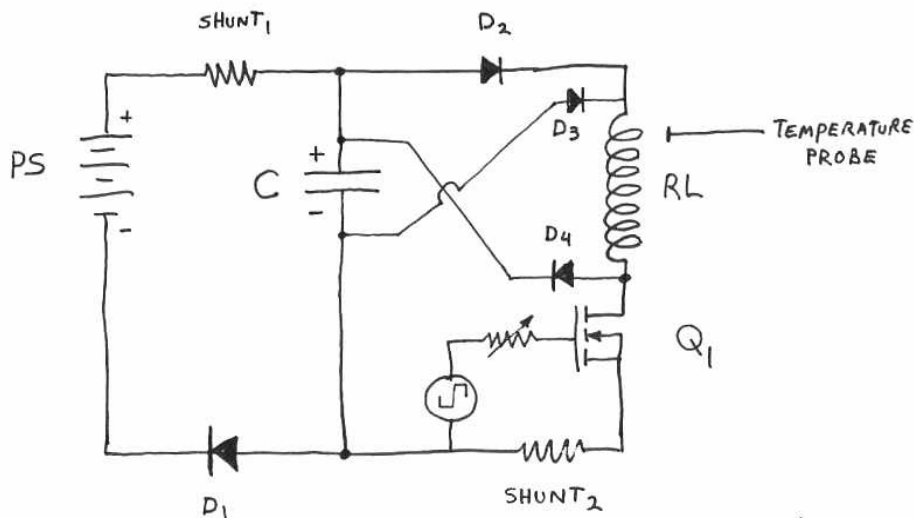 SHUNT1
D2
+
D3
TEMPERATURE
PROBE
PS
+
C
RL
-
-
D4
Q1
D1
SHUNT2